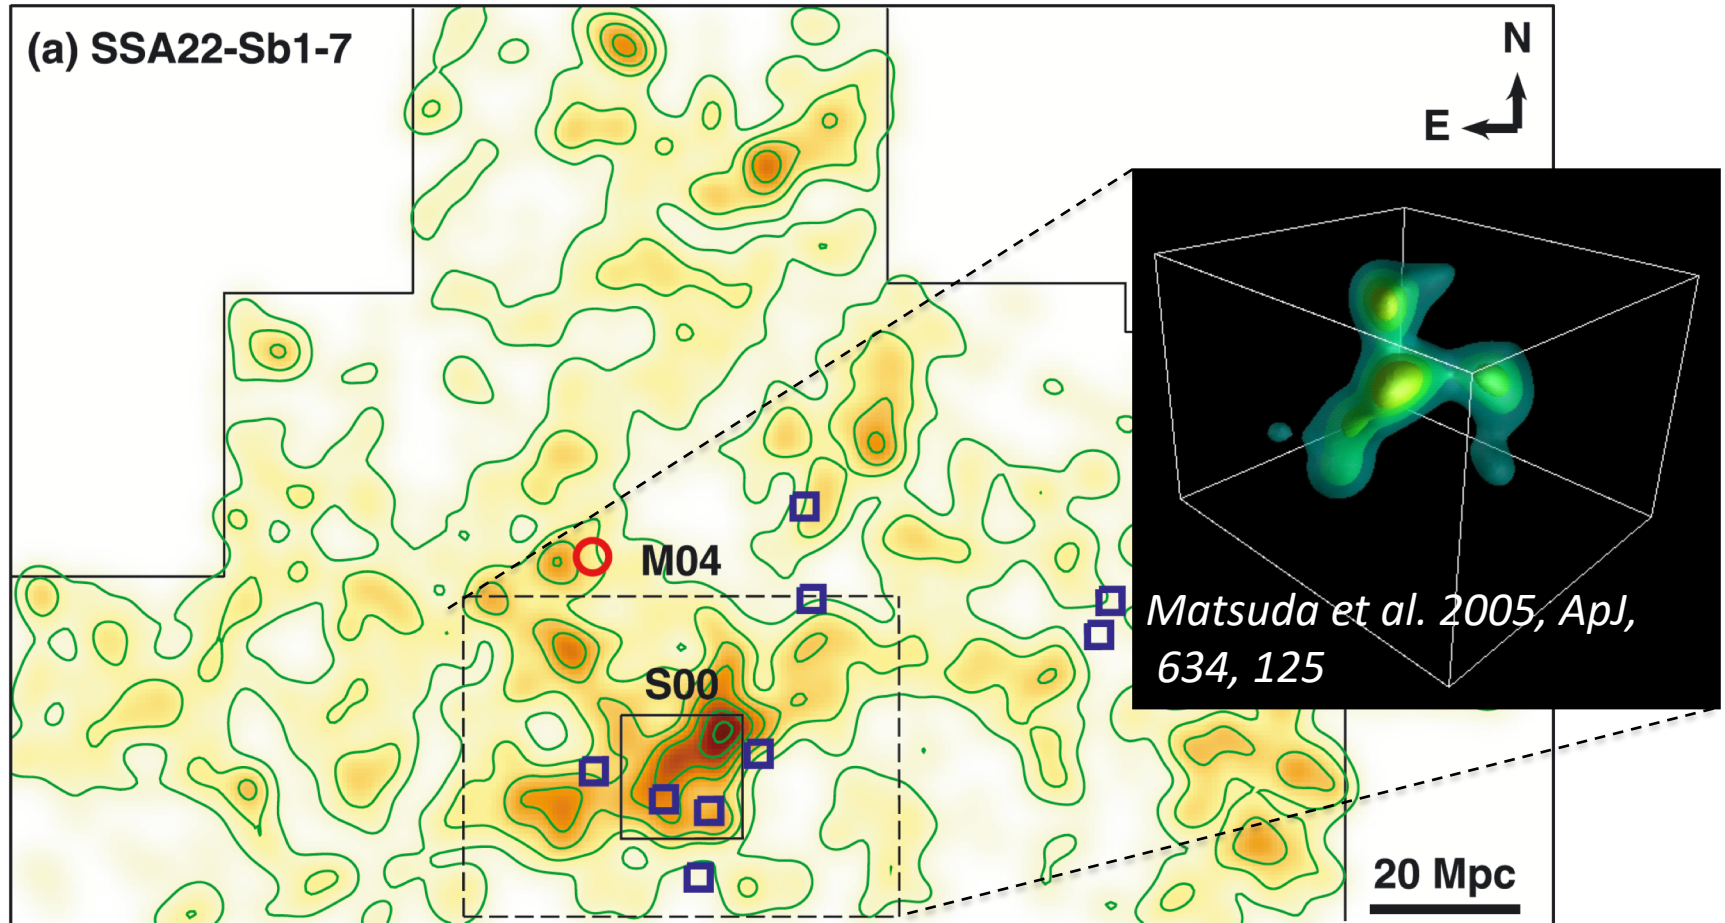 (a) SSA22-Sb1-7
N
E
M04
S00
Matsuda et al. 2005, ApJ,
634, 125
20 Mpc